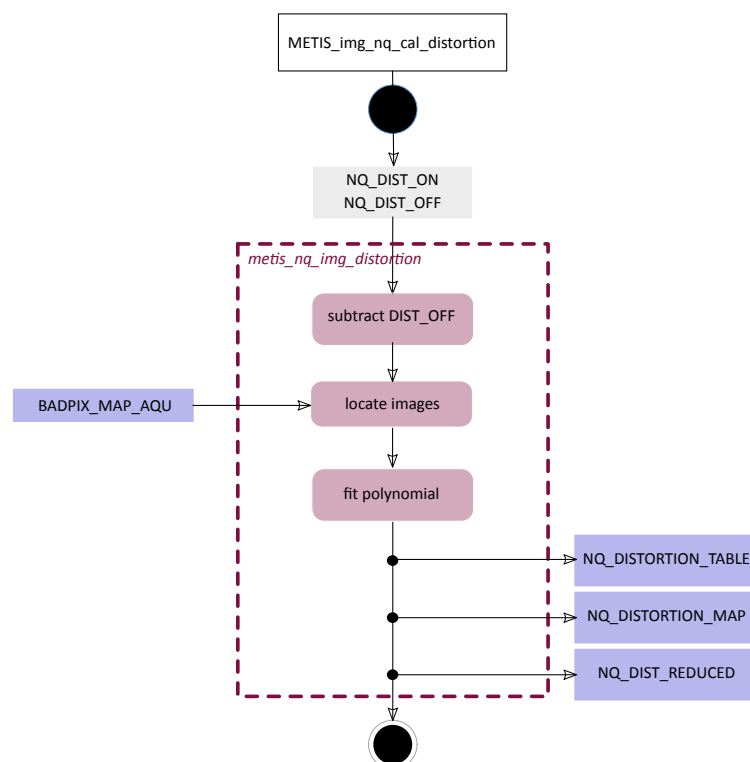 METIS_img_nq_cal_distortion
NQ_DIST_ON
NQ_DIST_OFF
metis_nq_img_distortion
subtract DIST_OFF
BADPIX_MAP_AQU
locate images
fit polynomial
NQ_DISTORTION_TABLE
NQ_DISTORTION_MAP
NQ_DIST_REDUCED